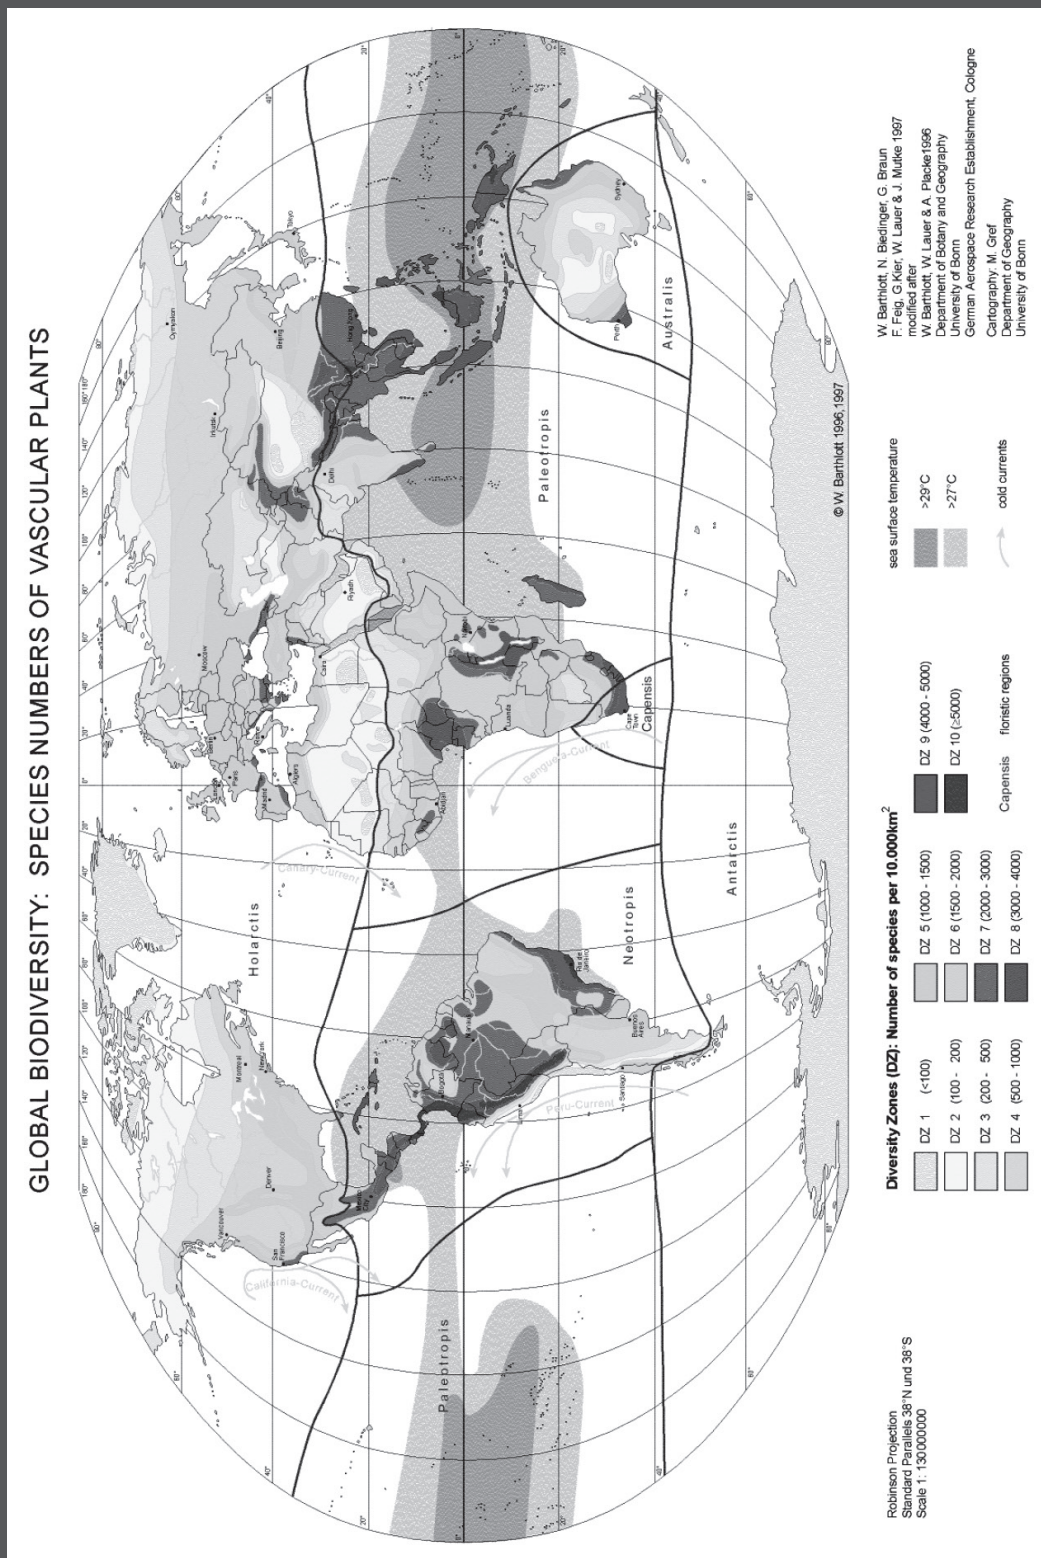 GLOBAL BIODIVERSITY: SPECIES NUMBERS OF VASCULAR PLANTS
Holarctis
Paleotropis
Neotropis
Paleotropis
Capensis
Australis
Antarctis
California-Current
Peru-Current
Benguela-Current
Vancouver
San Francisco
Denver
Montreal
Mexico City
Bogotá
Manaus
Lima
Santiago
Buenos Aires
Rio de Janeiro
London
Paris
Madrid
Algiers
Abidjan
Luanda
Cape Town
Cairo
Riyadh
Moscow
Irkutsk
Delhi
Beijing
Hong Kong
Tokyo
Perth
Sydney
© W. Barthlott 1996,1997
Robinson Projection
Standard Parallels 38°N und 38°S
Scale 1: 130000000
Diversity Zones (DZ): Number of species per 10.000km²
DZ 1 (<100)
DZ 2 (100 - 200)
DZ 3 (200 - 500)
DZ 4 (500 - 1000)
DZ 5 (1000 - 1500)
DZ 6 (1500 - 2000)
DZ 7 (2000 - 3000)
DZ 8 (3000 - 4000)
DZ 9 (4000 - 5000)
DZ 10 (≥5000)
Capensis floristic regions
sea surface temperature
>29°C
>27°C
cold currents
W. Barthlott, N. Biedinger, G. Braun
F. Feig, G.Kier, W. Lauer & J. Mutke 1997
modified after
W. Barthlott, W. Lauer & A. Placke1996
Department of Botany and Geography
University of Bonn
German Aerospace Research Establishment, Cologne
Cartography: M. Gref
Department of Geography
University of Bonn